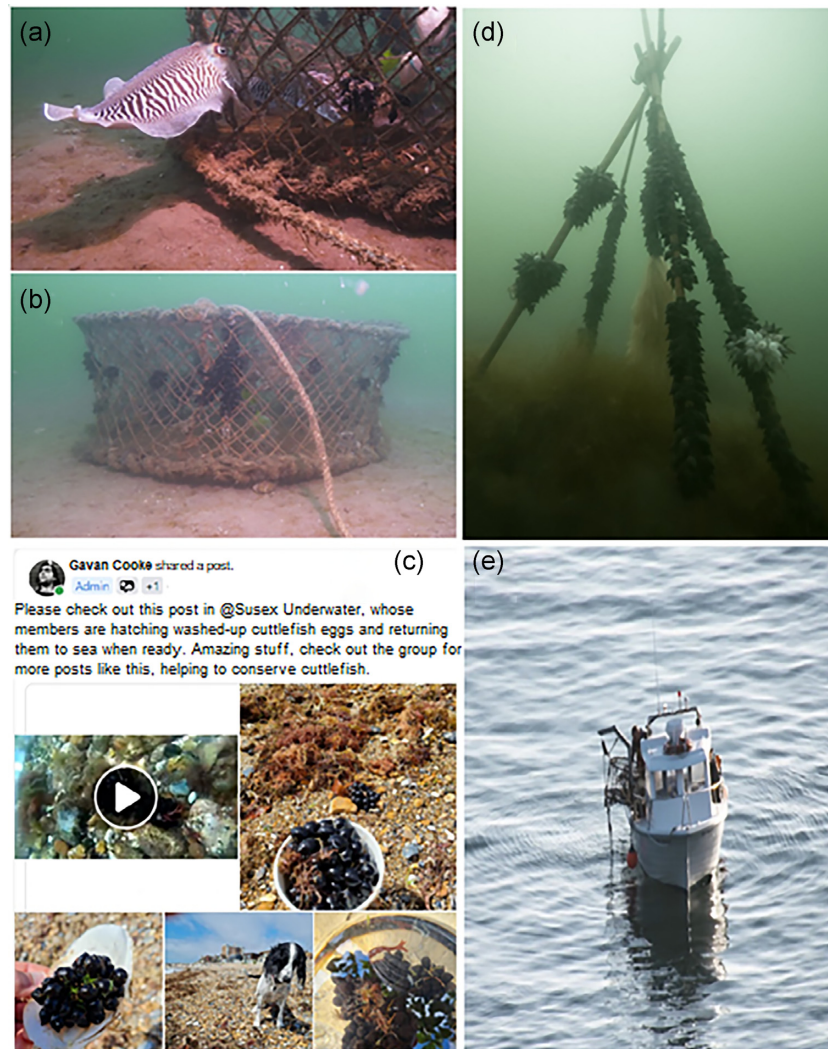 (a)
(d)
(b)
(c)
Gavan Cooke shared a post.
Admin +1 ·
Please check out this post in @Susex Underwater, whose
members are hatching washed-up cuttlefish eggs and returning
them to sea when ready. Amazing stuff, check out the group for
more posts like this, helping to conserve cuttlefish.
(e)